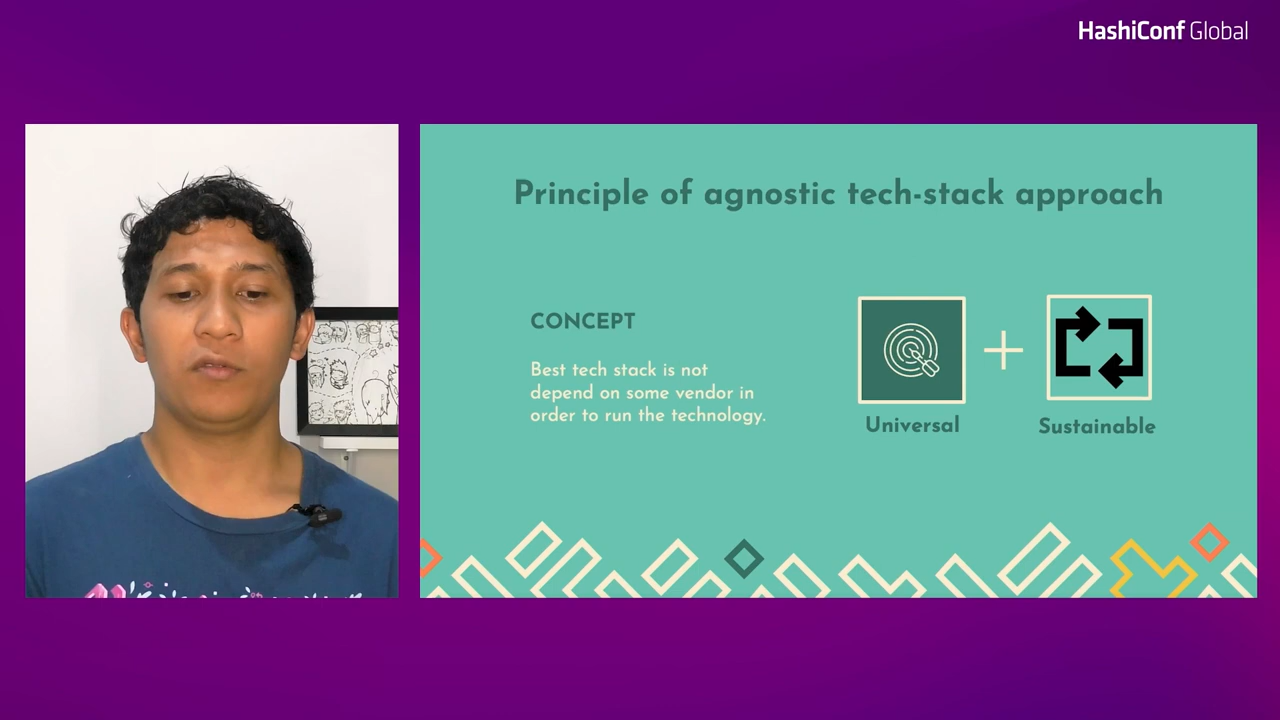 HashiConf Global
Principle of agnostic tech-stack approach
CONCEPT
Best tech stack is not
depend on some vendor in
order to run the technology.
Universal
Sustainable